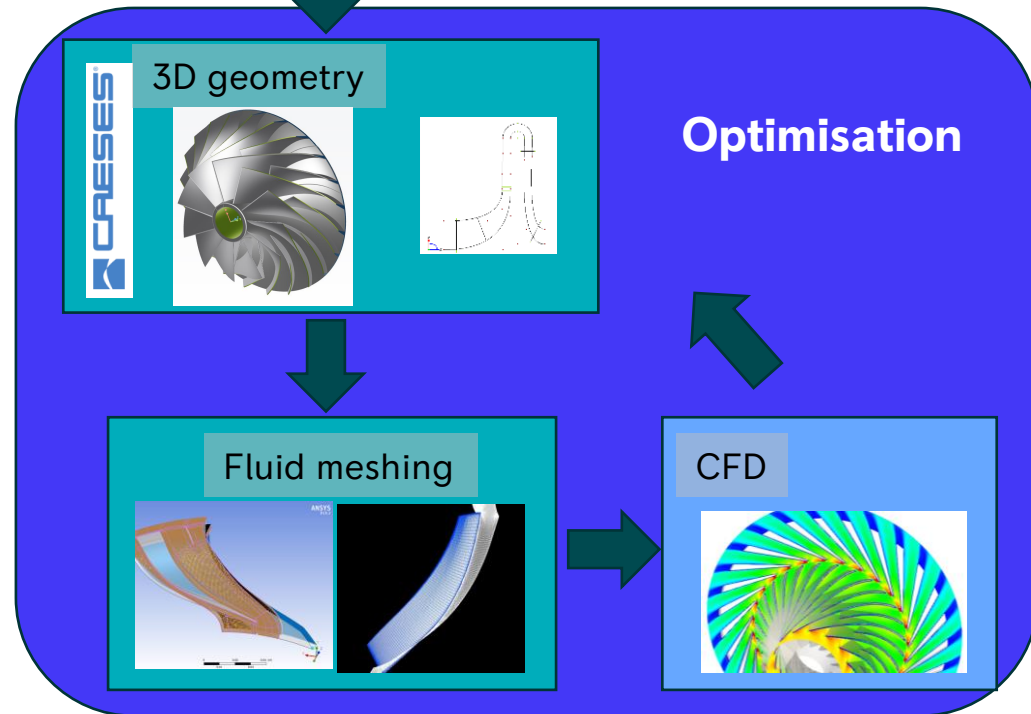 3D geometry
CAESES®
Optimisation
Fluid meshing
ANSYS
CFD